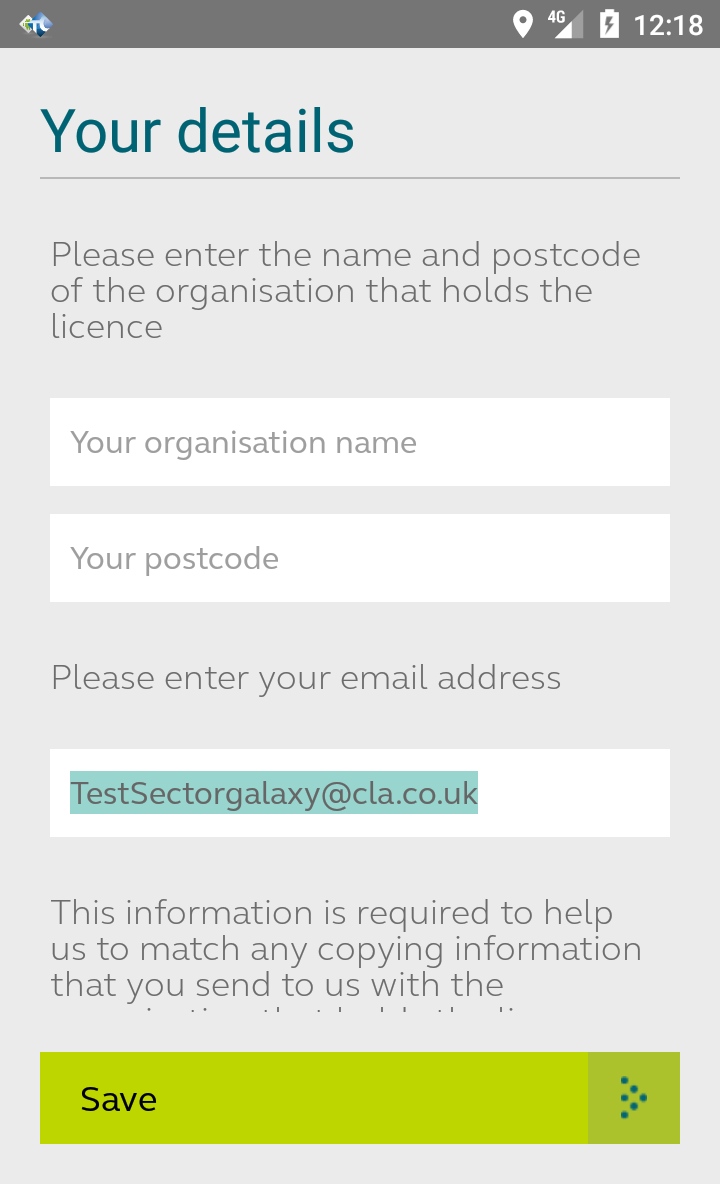 4G 12:18
Your details
Please enter the name and postcode
of the organisation that holds the
licence
Your organisation name
Your postcode
Please enter your email address
TestSectorgalaxy@cla.co.uk
This information is required to help
us to match any copying information
that you send to us with the
Save